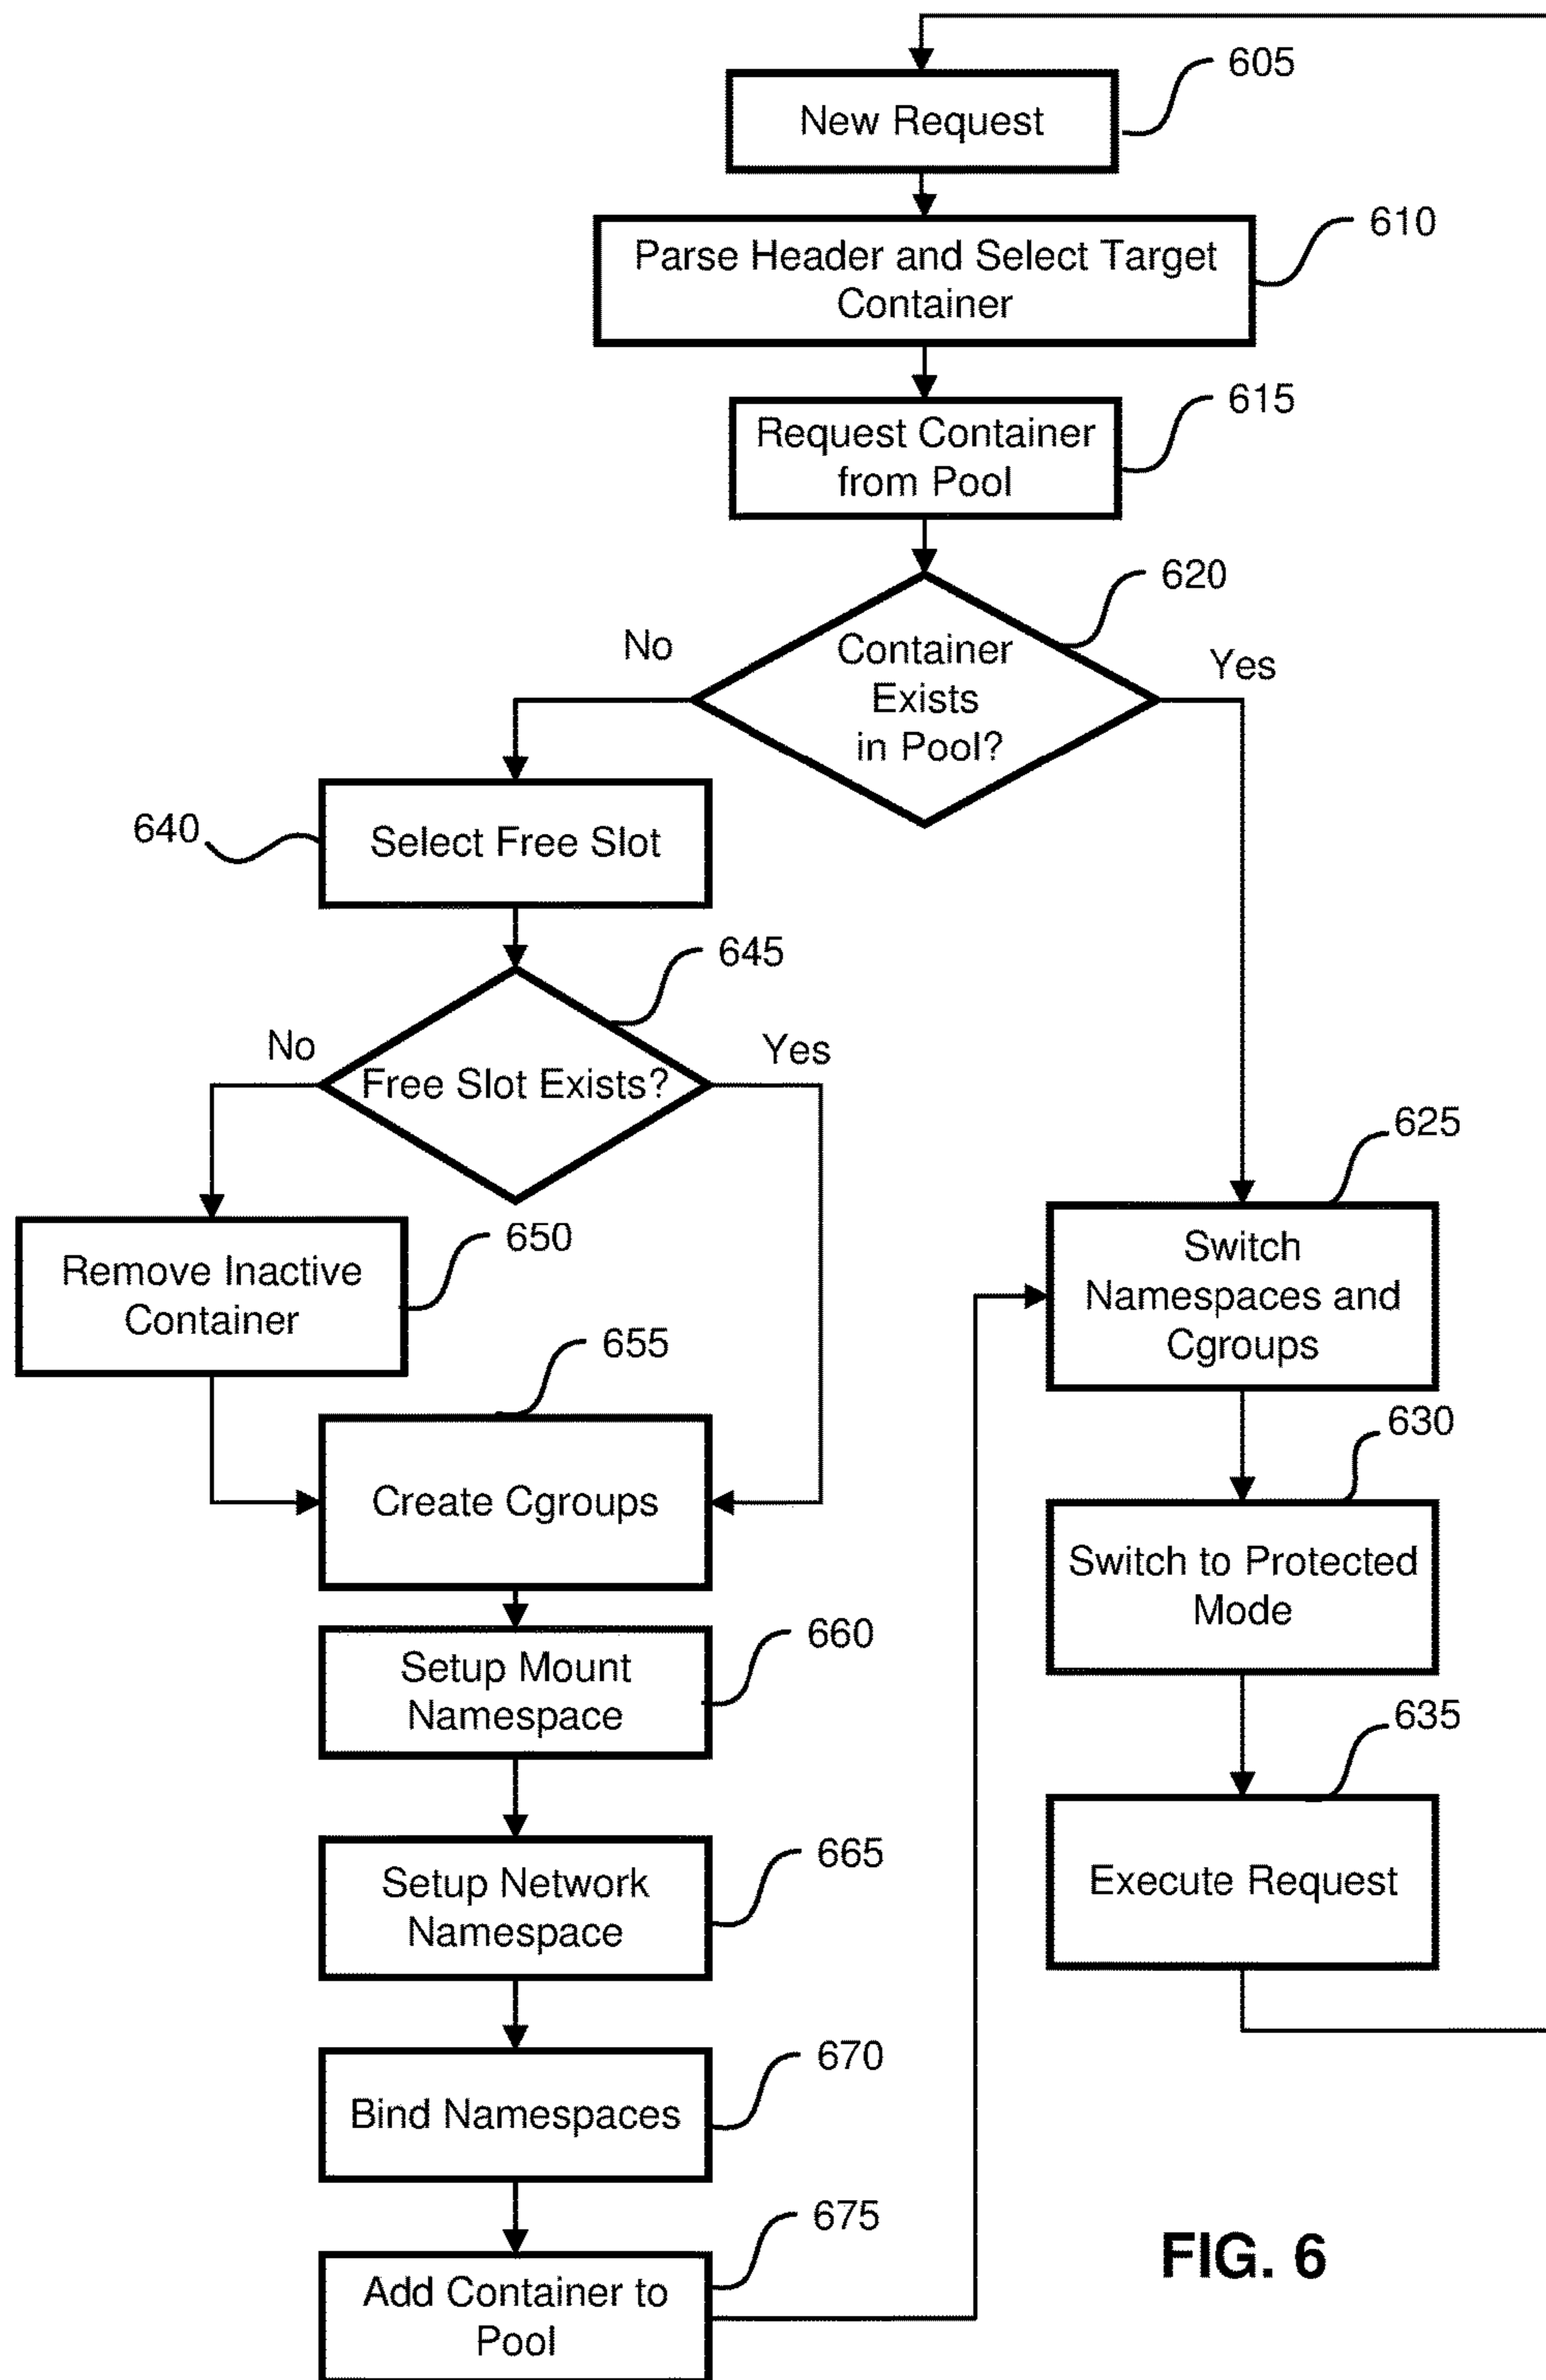 605
New Request
610
Parse Header and Select Target
Container
615
Request Container
from Pool
620
No
Container
Exists
in Pool?
Yes
640
Select Free Slot
645
No
Free Slot Exists?
Yes
625
Switch
Namespaces and
Cgroups
650
Remove Inactive
Container
655
Create Cgroups
630
Switch to Protected
Mode
660
Setup Mount
Namespace
635
Execute Request
665
Setup Network
Namespace
670
Bind Namespaces
675
Add Container to
Pool
FIG. 6